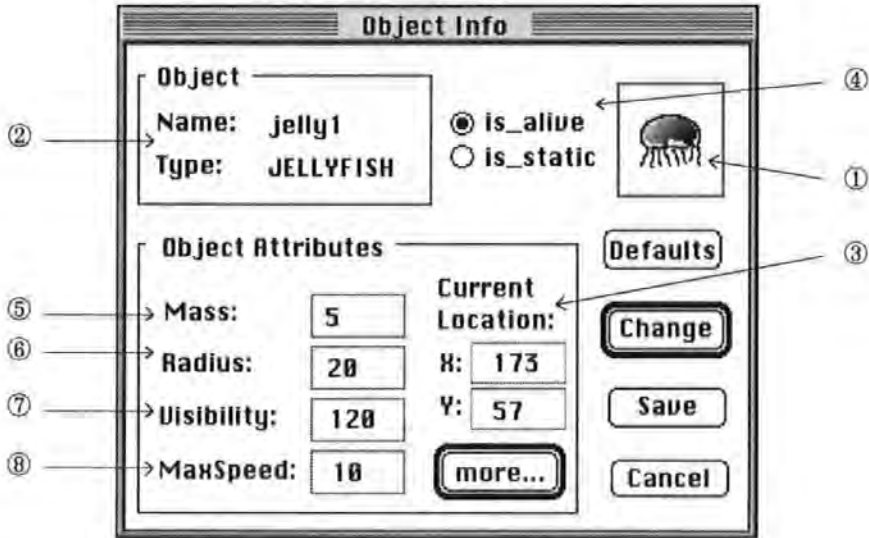 Object Info
Object
Name: jelly1
Type: JELLYFISH
is_alive
is_static
④
②
①
Object Attributes
Defaults
③
Current
Location:
⑤
Mass: 5
Change
⑥
Radius: 20
X: 173
⑦
Visibility: 120
Y: 57
Save
⑧
MaxSpeed: 10
more...
Cancel